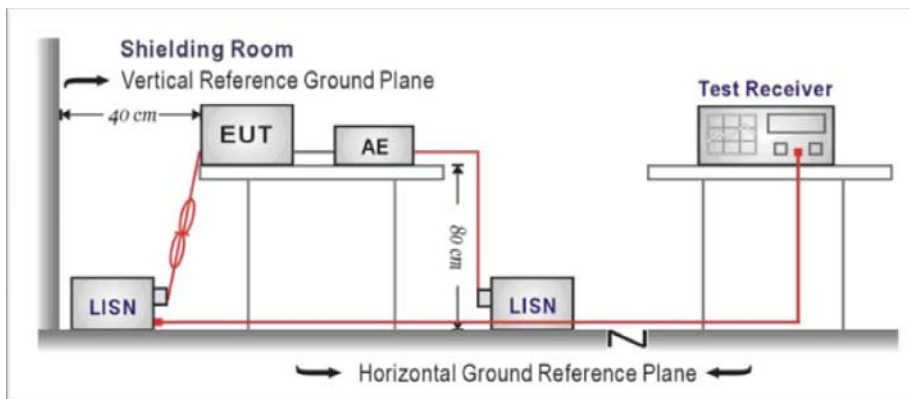 Shielding Room
Vertical Reference Ground Plane
Test Receiver
40 cm
EUT
AE
80 cm
LISN
LISN
Horizontal Ground Reference Plane